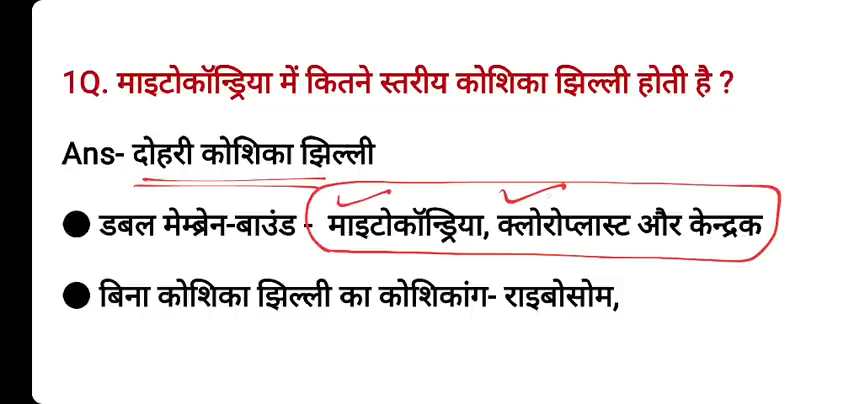 1Q. माइटोकॉन्ड्रिया में कितने स्तरीय कोशिका झिल्ली होती है ?
Ans- दोहरी कोशिका झिल्ली
● डबल मेम्ब्रेन-बाउंड - माइटोकॉन्ड्रिया, क्लोरोप्लास्ट और केन्द्रक
● बिना कोशिका झिल्ली का कोशिकांग- राइबोसोम,